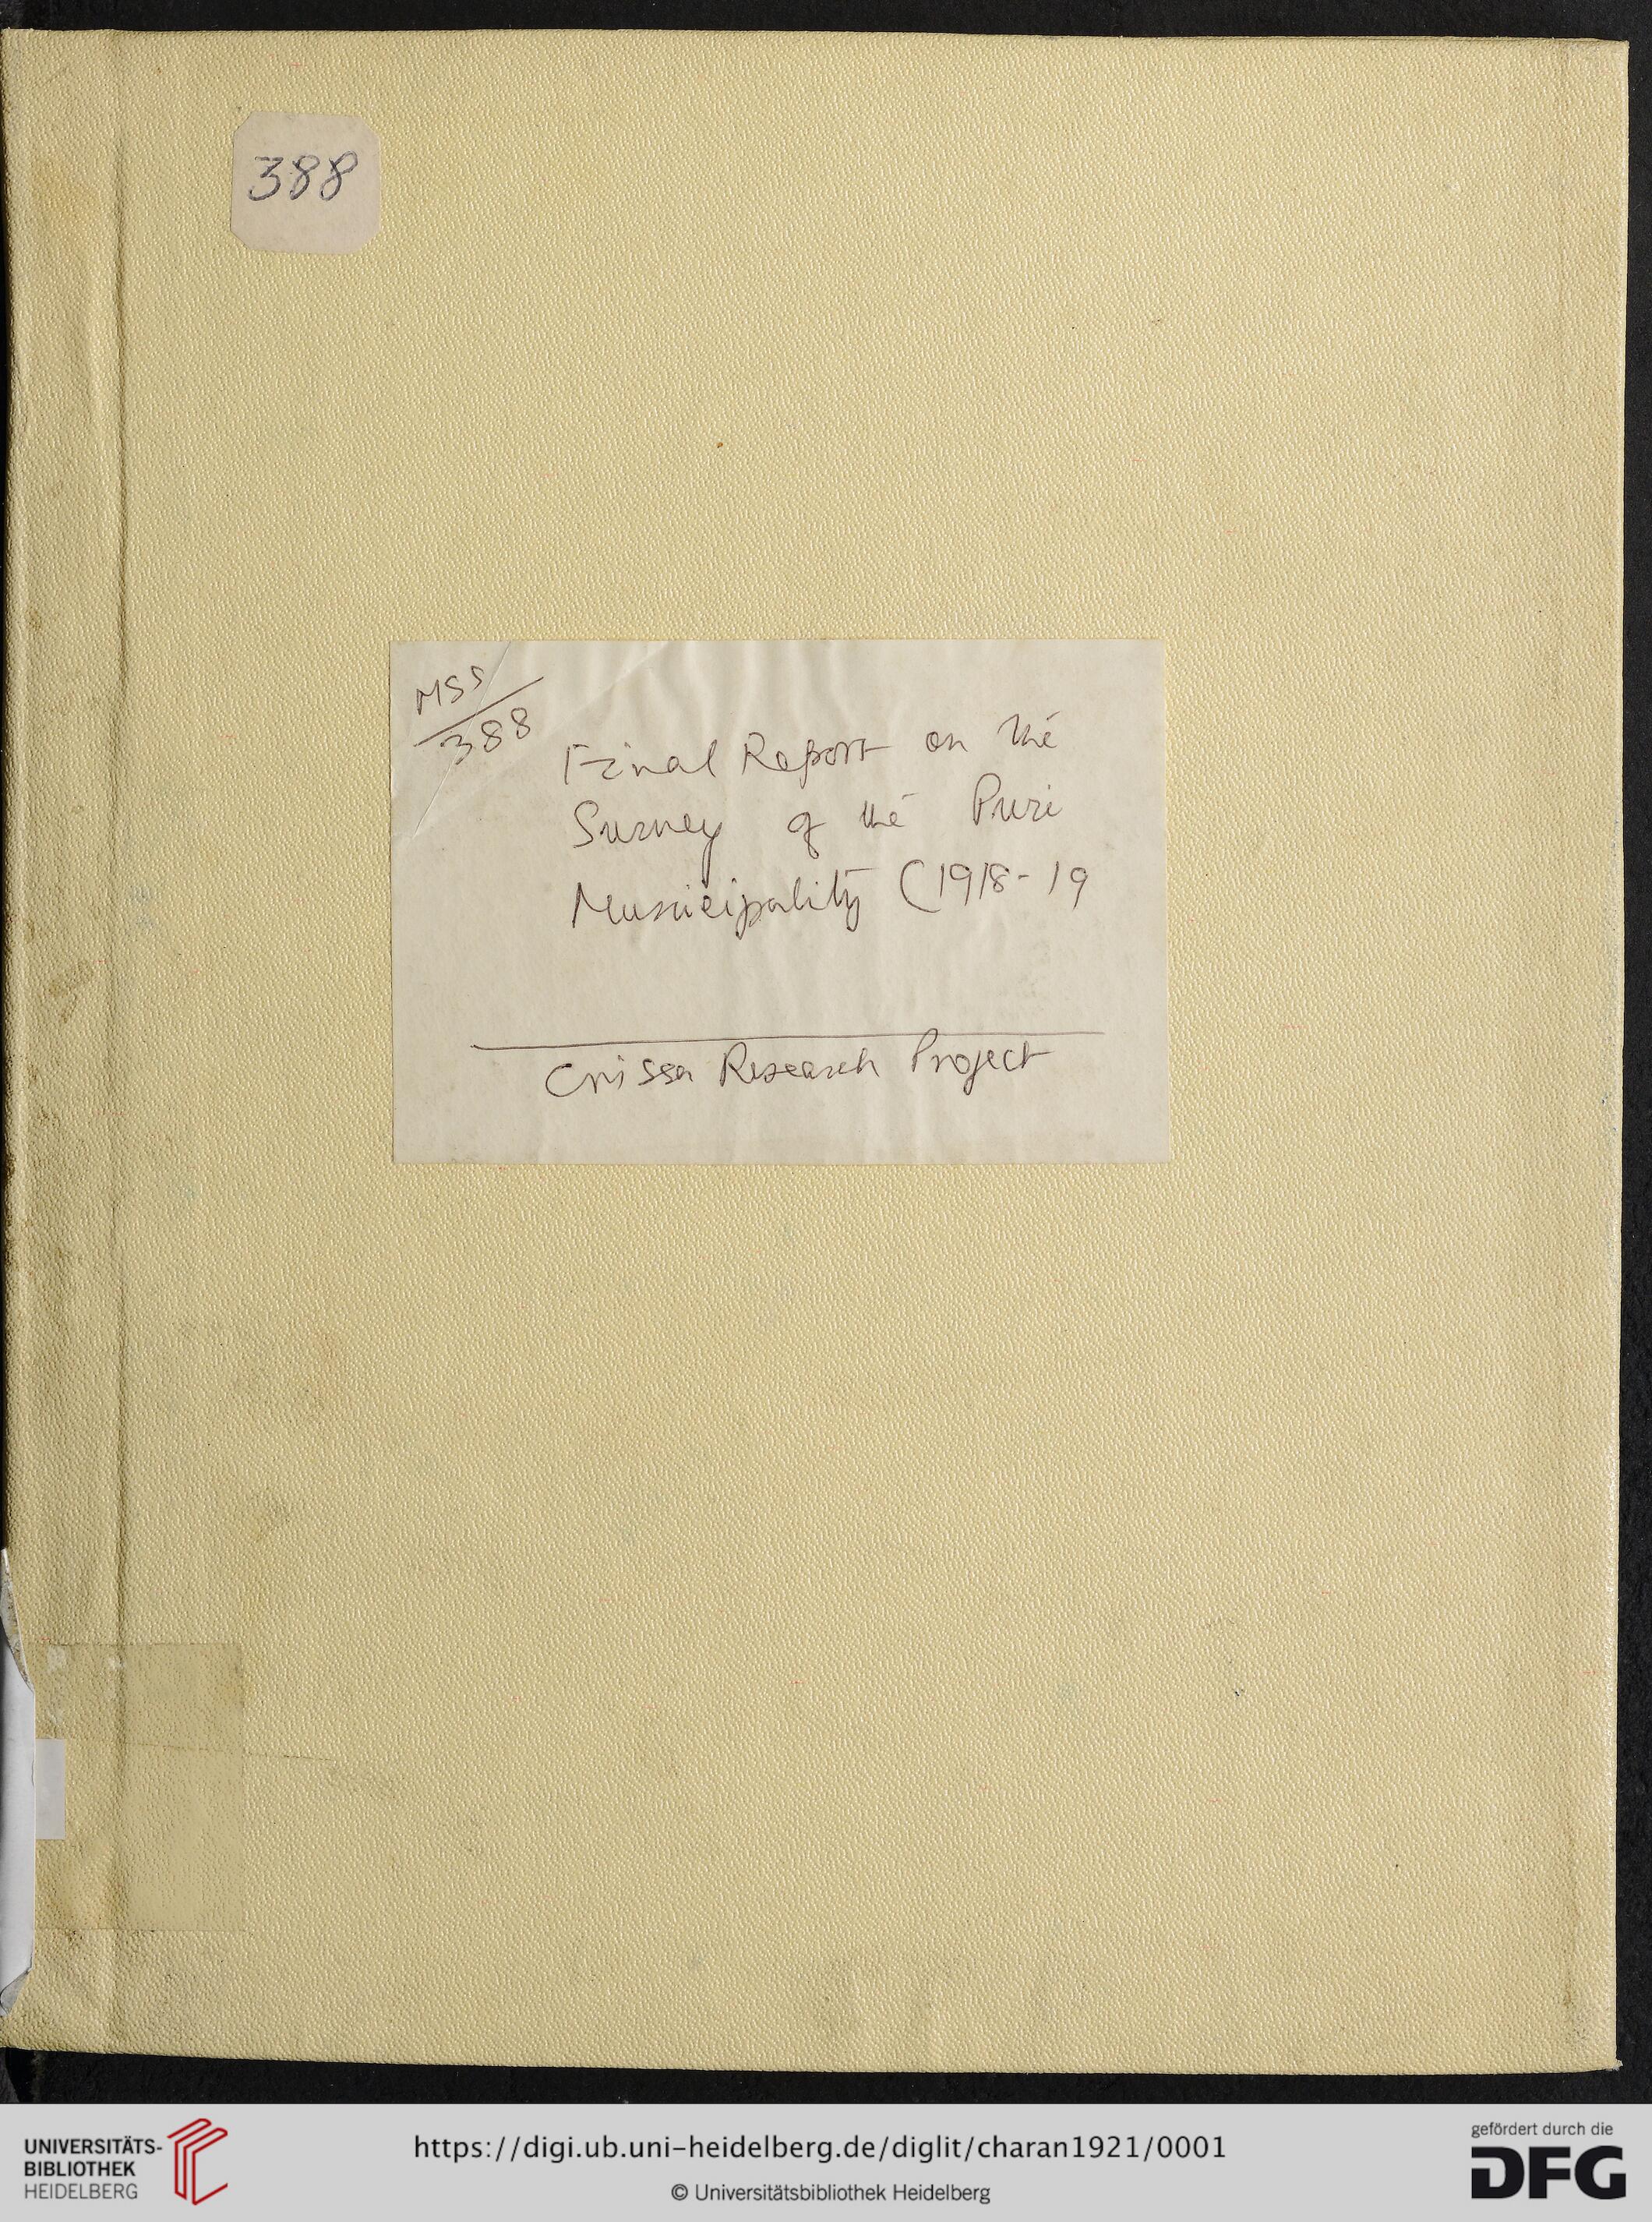 388
MSS
388
Final Report on the
Survey of the Puri
Municipality (1918-19
Orissa Research Project
UNIVERSITÄTS-
BIBLIOTHEK
HEIDELBERG
https://digi.ub.uni-heidelberg.de/diglit/charan1921/0001
© Universitätsbibliothek Heidelberg
gefördert durch die
DFG